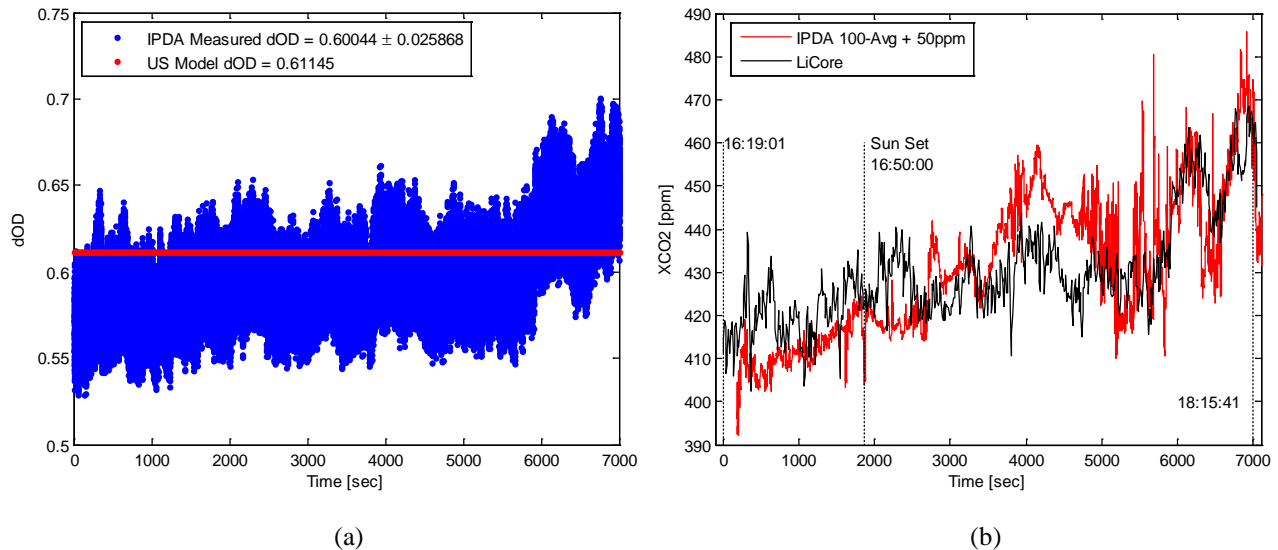 0.75
0.7
0.65
0.6
0.55
0.5
dOD
IPDA Measured dOD = 0.60044 ± 0.025868
US Model dOD = 0.61145
0 1000 2000 3000 4000 5000 6000 7000
Time [sec]
(a)
490
480
470
460
450
440
430
420
410
400
390
XCO2 [ppm]
IPDA 100-Avg + 50ppm
LiCore
16:19:01
Sun Set
16:50:00
18:15:41
0 1000 2000 3000 4000 5000 6000 7000
Time [sec]
(b)